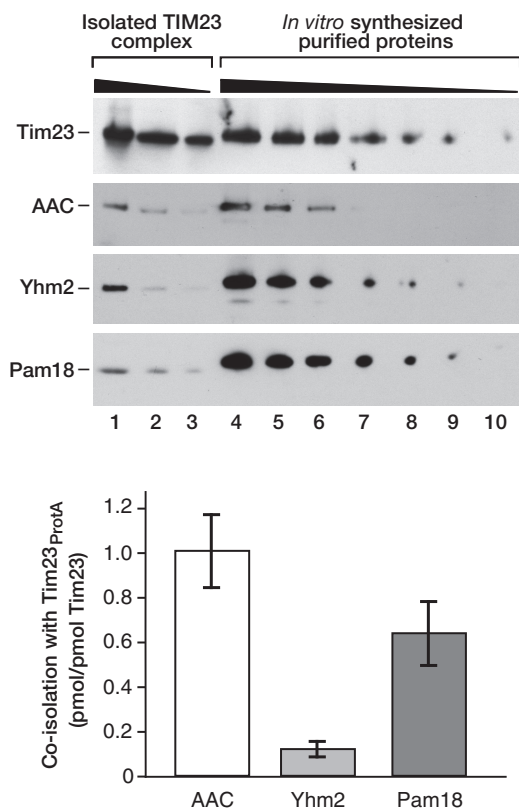 Isolated TIM23
complex
In vitro synthesized
purified proteins
Tim23
AAC
Yhm2
Pam18
1 2 3 4 5 6 7 8 9 10
Co-isolation with Tim23ProtA
(pmol/pmol Tim23)
1.2
1.0
0.8
0.6
0.4
0.2
0
AAC Yhm2 Pam18